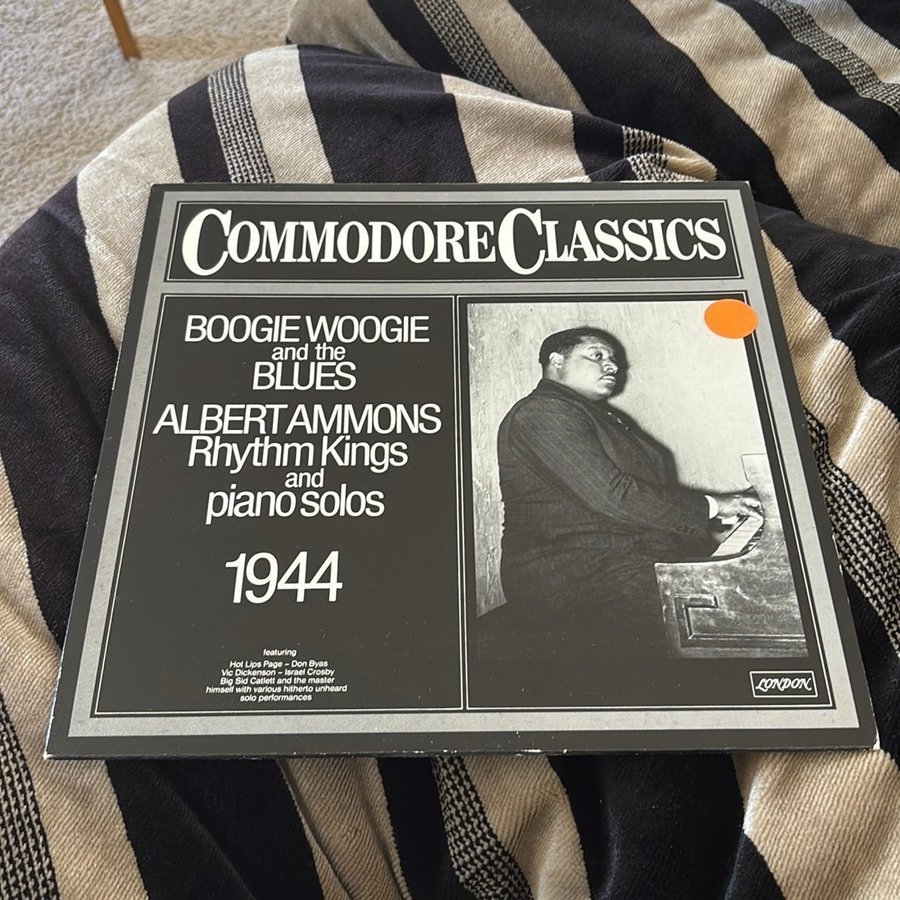 COMMODORE CLASSICS
BOOGIE WOOGIE
and the
BLUES
ALBERT AMMONS
Rhythm Kings
and
piano solos
1944
featuring
Hot Lips Page – Don Byas
Vic Dickenson – Israel Crosby
Big Sid Catlett and the master
himself with various hitherto unheard
solo performances
LONDON